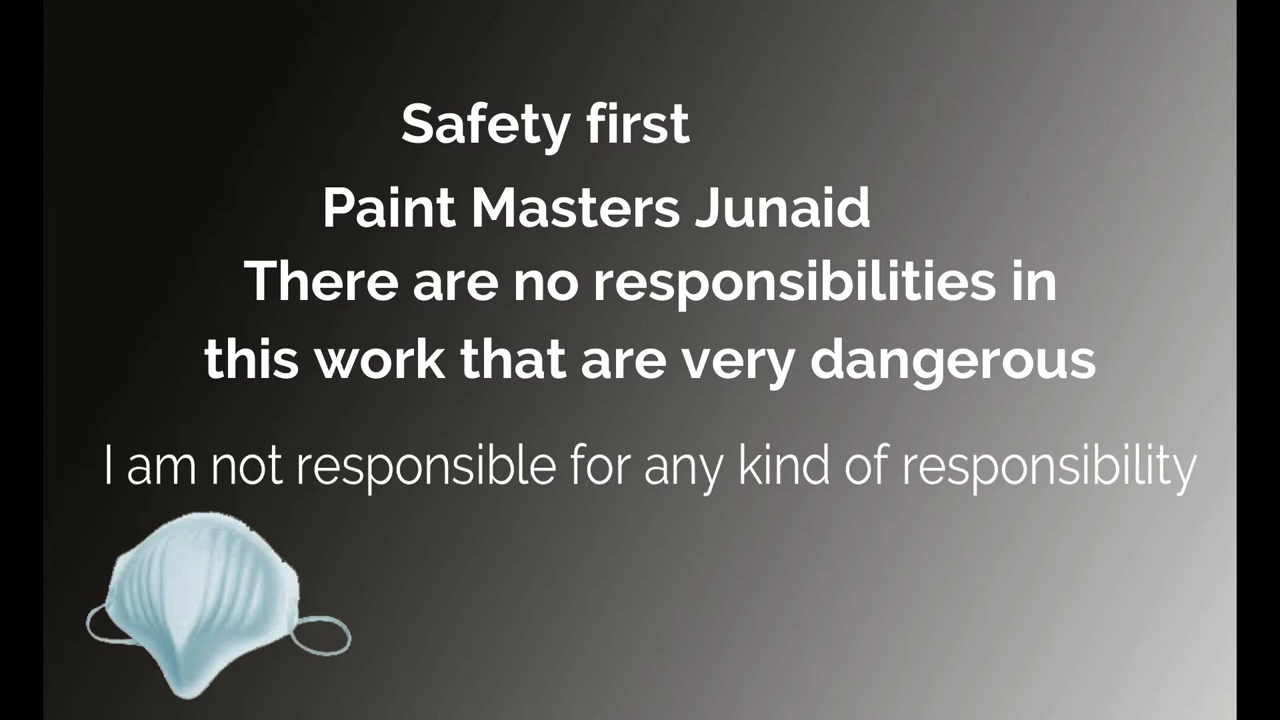 Safety first
Paint Masters Junaid
There are no responsibilities in
this work that are very dangerous
I am not responsible for any kind of responsibility